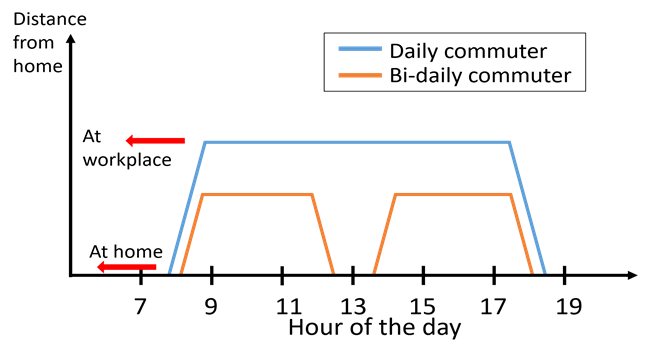 Distance
from
home
Daily commuter
Bi-daily commuter
At
workplace
At home
7 9 11 13 15 17 19
Hour of the day